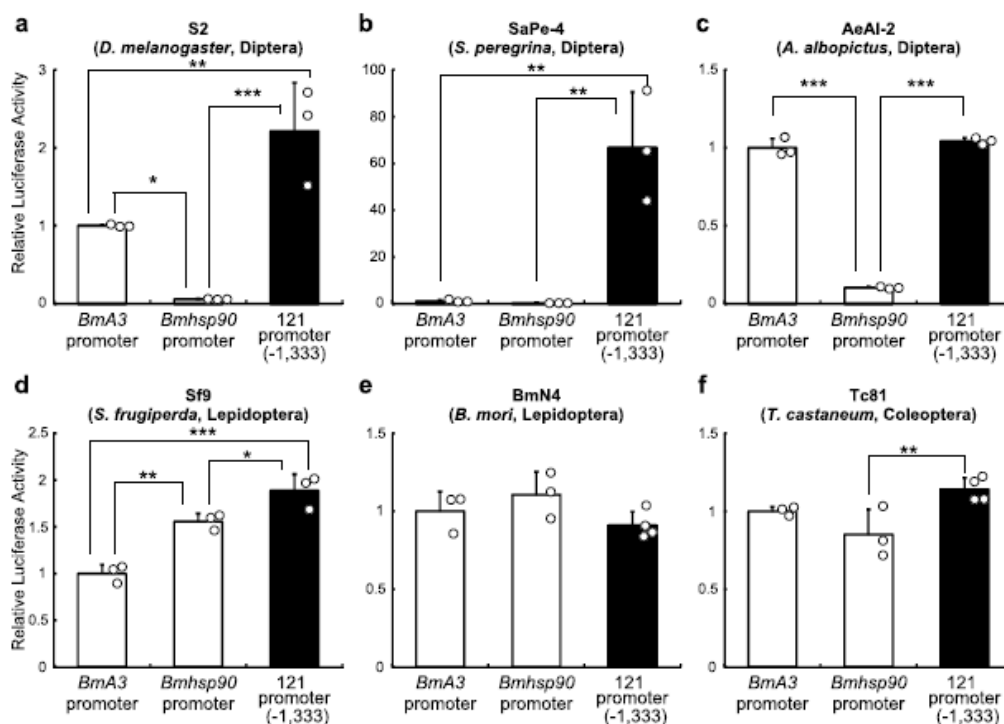 a
S2
(D. melanogaster, Diptera)
Relative Luciferase Activity
3
2
1
0
**
***
*
BmA3 promoter
Bmhsp90 promoter
121 promoter (-1,333)
b
SaPe-4
(S. peregrina, Diptera)
100
80
60
40
20
0
**
**
BmA3 promoter
Bmhsp90 promoter
121 promoter (-1,333)
c
AeAl-2
(A. albopictus, Diptera)
1.5
1
0.5
0
***
***
BmA3 promoter
Bmhsp90 promoter
121 promoter (-1,333)
d
Sf9
(S. frugiperda, Lepidoptera)
Relative Luciferase Activity
2.5
2
1.5
1
0.5
0
***
**
*
BmA3 promoter
Bmhsp90 promoter
121 promoter (-1,333)
e
BmN4
(B. mori, Lepidoptera)
1.5
1
0.5
0
BmA3 promoter
Bmhsp90 promoter
121 promoter (-1,333)
f
Tc81
(T. castaneum, Coleoptera)
1.5
1
0.5
0
**
BmA3 promoter
Bmhsp90 promoter
121 promoter (-1,333)